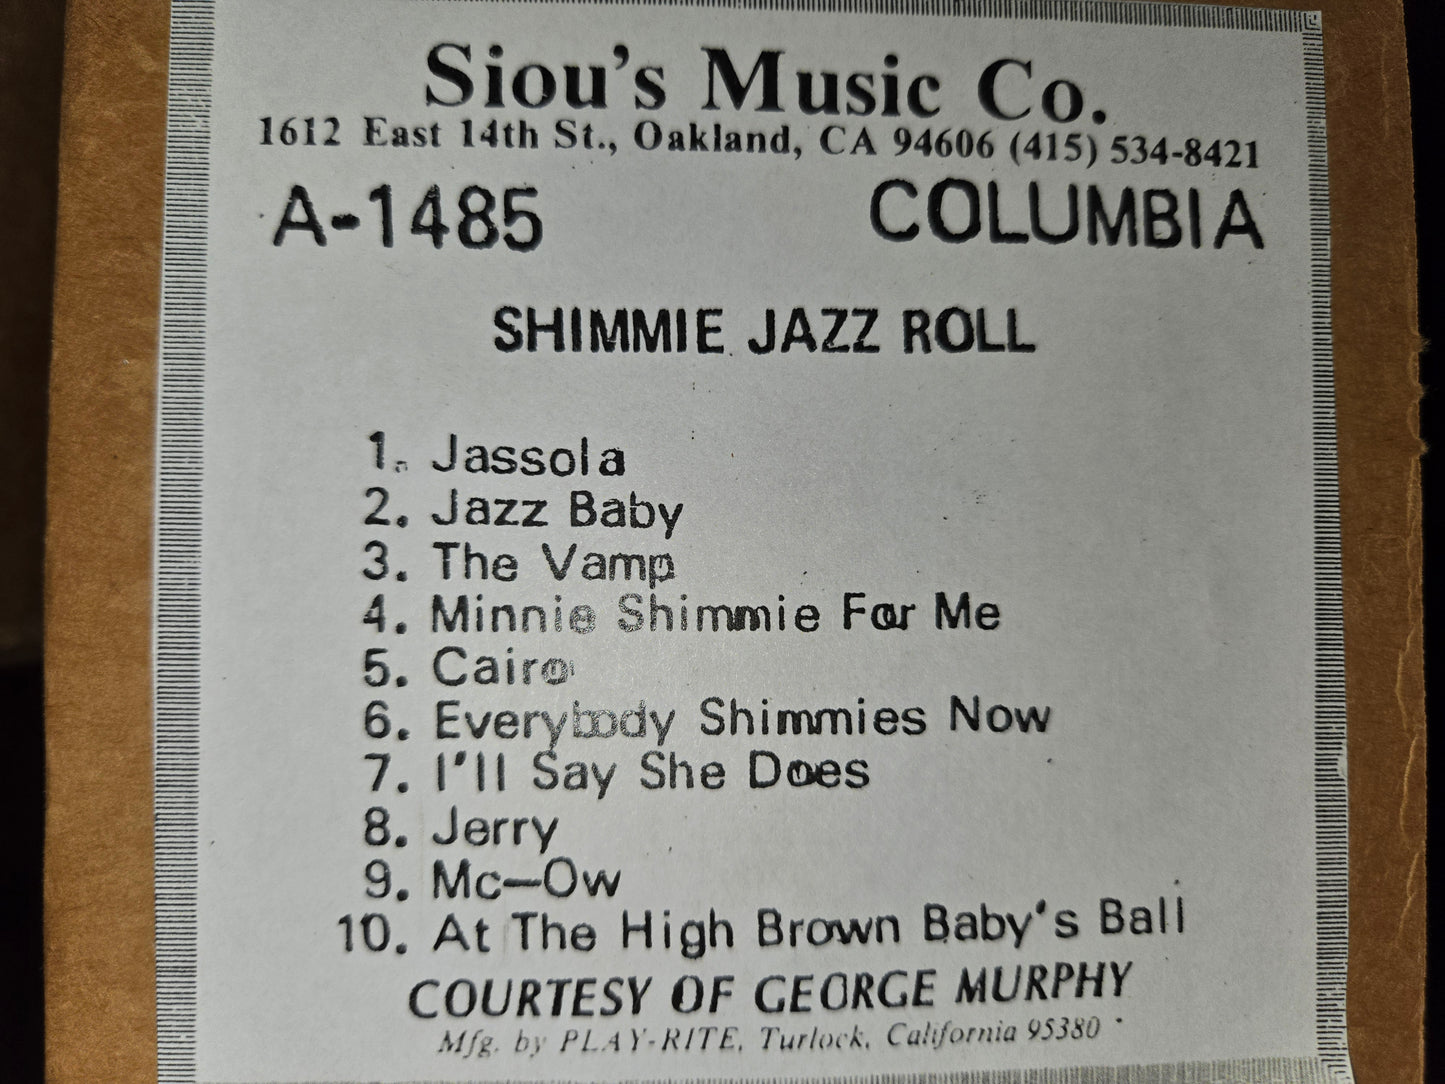 Siou's Music Co.
1612 East 14th St., Oakland, CA 94606 (415) 534-8421
A-1485 COLUMBIA
SHIMMIE JAZZ ROLL
1. Jassola
2. Jazz Baby
3. The Vamp
4. Minnie Shimmie For Me
5. Cairo
6. Everybody Shimmies Now
7. I'll Say She Does
8. Jerry
9. Mc-Ow
10. At The High Brown Baby's Ball
COURTESY OF GEORGE MURPHY
Mfg. by PLAY-RITE, Turlock, California 95380